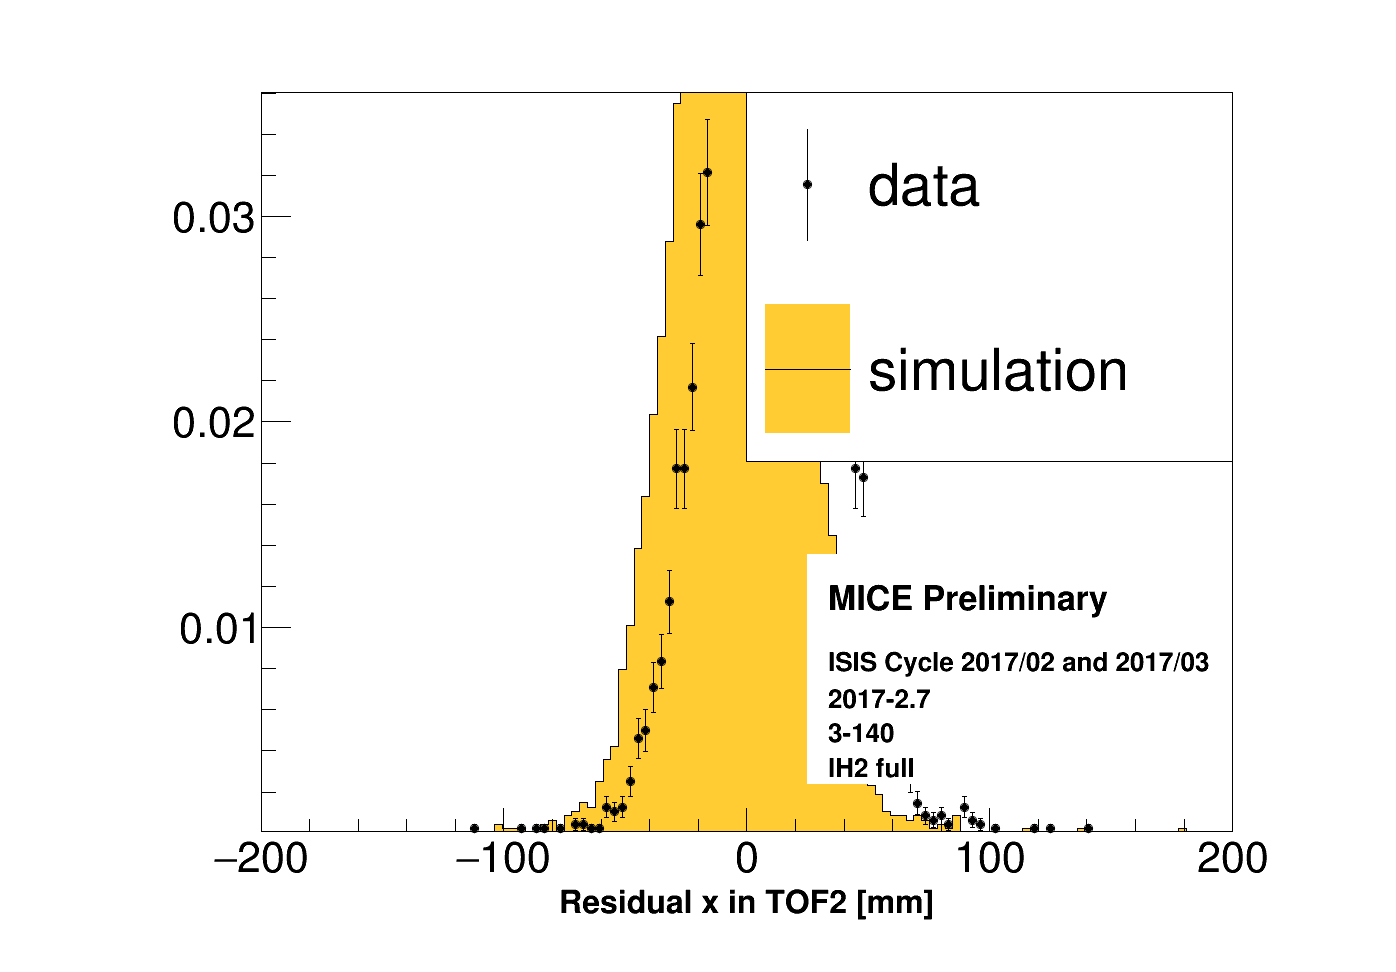 data
0.03
simulation
0.02
MICE Preliminary
0.01
ISIS Cycle 2017/02 and 2017/03
2017-2.7
3-140
IH2 full
−200 −100 0 100 200
Residual x in TOF2 [mm]